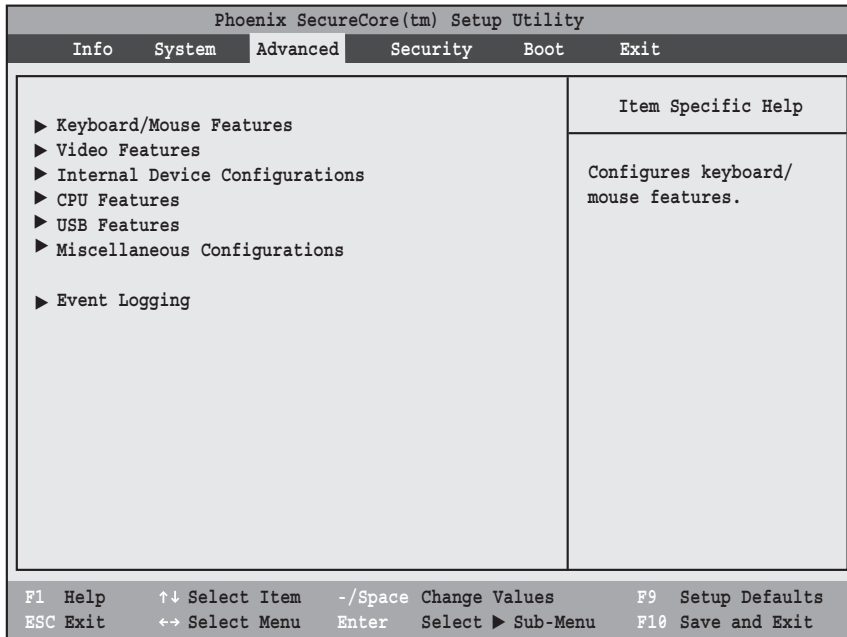 Phoenix SecureCore(tm) Setup Utility
Info System Advanced Security Boot Exit
▶ Keyboard/Mouse Features
▶ Video Features
▶ Internal Device Configurations
▶ CPU Features
▶ USB Features
▶ Miscellaneous Configurations
▶ Event Logging
Item Specific Help
Configures keyboard/
mouse features.
F1 Help ↑↓ Select Item -/Space Change Values F9 Setup Defaults
ESC Exit ←→ Select Menu Enter Select ▶ Sub-Menu F10 Save and Exit